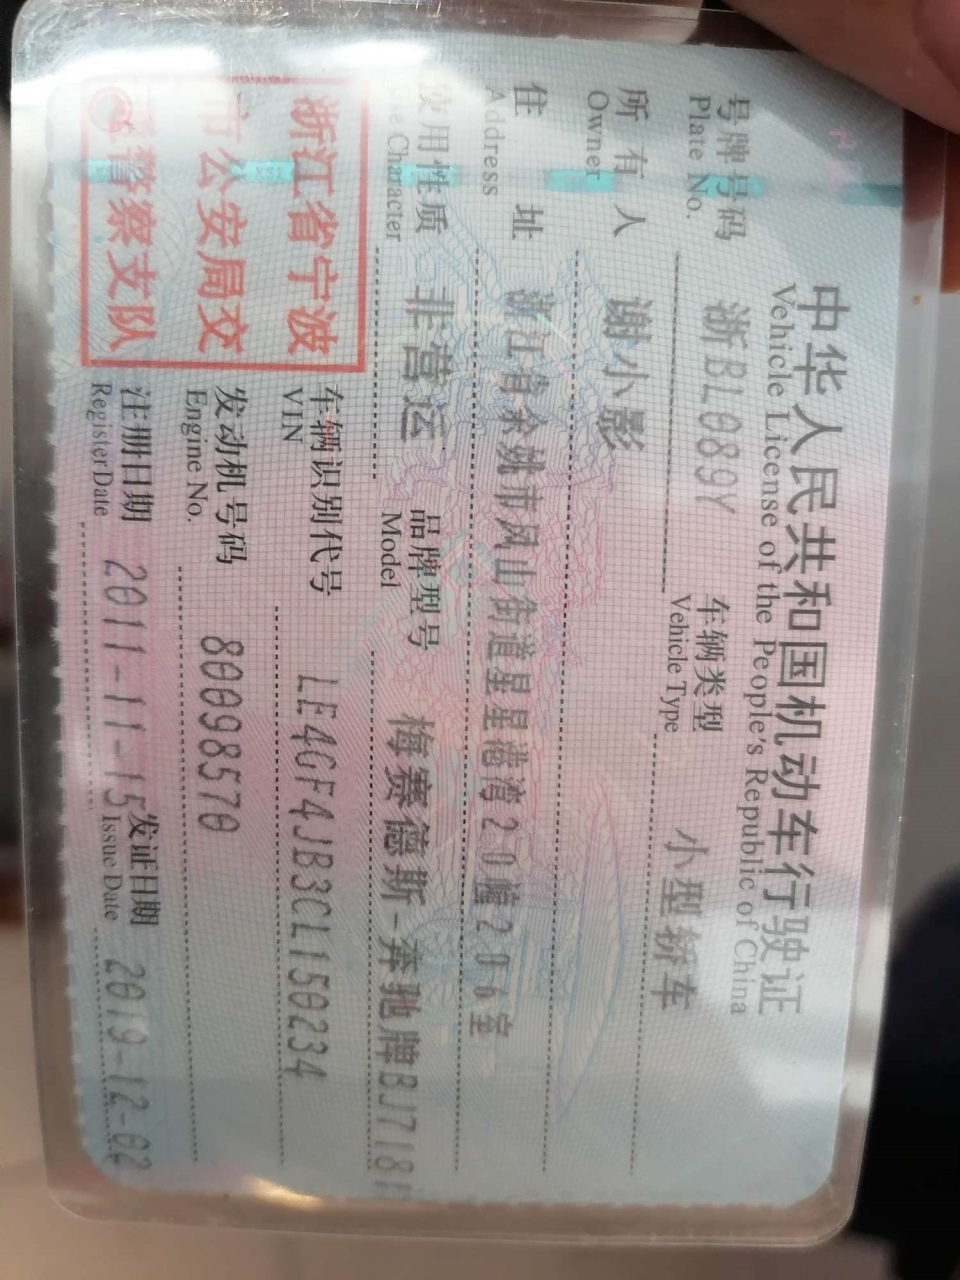 中华人民共和国机动车行驶证
Vehicle License of the People's Republic of China
号牌号码 浙BL089Y 车辆类型 小型轿车
Plate No. Vehicle Type
所有人 谢小影
Owner
住址 浙江省余姚市凤山街道星星港湾20幢206室
Address
使用性质 非营运 品牌型号 梅赛德斯-奔驰牌BJ7181
Use Character Model
浙江省宁波
市公安局交
警察支队
车辆识别代号 LE4GF4JB3CL150234
VIN
发动机号码 80098570
Engine No.
注册日期 2011-11-15 发证日期 2019-12-02
Register Date Issue Date